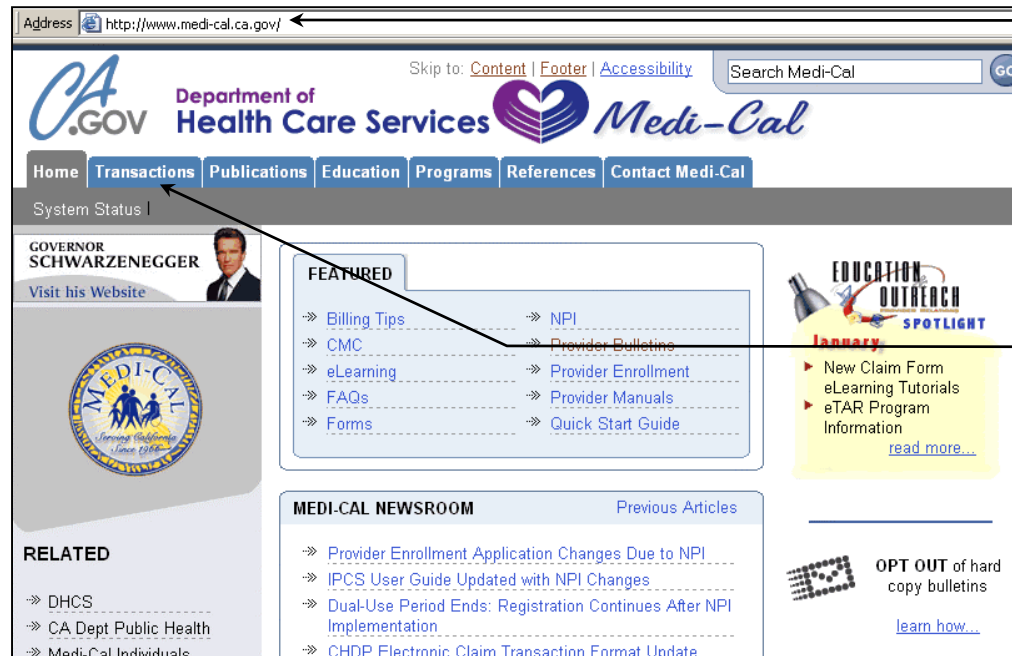 Address http://www.medi-cal.ca.gov/
Skip to: Content | Footer | Accessibility
Search Medi-Cal
GO
CA
.GOV
Department of
Health Care Services
Medi-Cal
Home Transactions Publications Education Programs References Contact Medi-Cal
System Status |
GOVERNOR
SCHWARZENEGGER
Visit his Website
MEDI-CAL
Serving California
Since 1966
RELATED
DHCS
CA Dept Public Health
Medi-Cal Individuals
FEATURED
Billing Tips
CMC
eLearning
FAQs
Forms
NPI
Provider Bulletins
Provider Enrollment
Provider Manuals
Quick Start Guide
MEDI-CAL NEWSROOM Previous Articles
Provider Enrollment Application Changes Due to NPI
IPCS User Guide Updated with NPI Changes
Dual-Use Period Ends: Registration Continues After NPI
Implementation
CHDP Electronic Claim Transaction Format Update
EDUCATION &
OUTREACH
SPOTLIGHT
January
New Claim Form
eLearning Tutorials
eTAR Program
Information
read more...
OPT OUT of hard
copy bulletins
learn how...